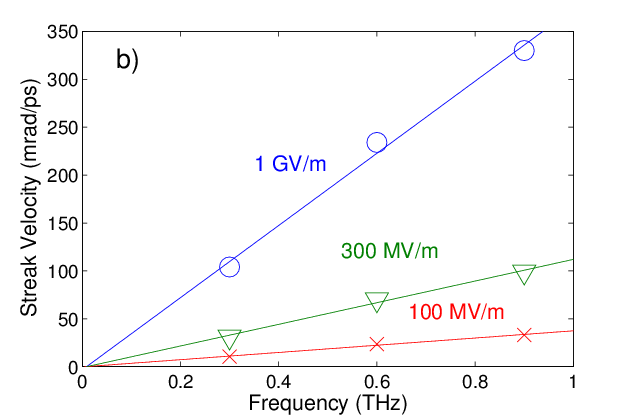 b)
Streak Velocity (mrad/ps)
350
300
250
200
150
100
50
0
1 GV/m
300 MV/m
100 MV/m
0
0.2
0.4
0.6
0.8
1
Frequency (THz)